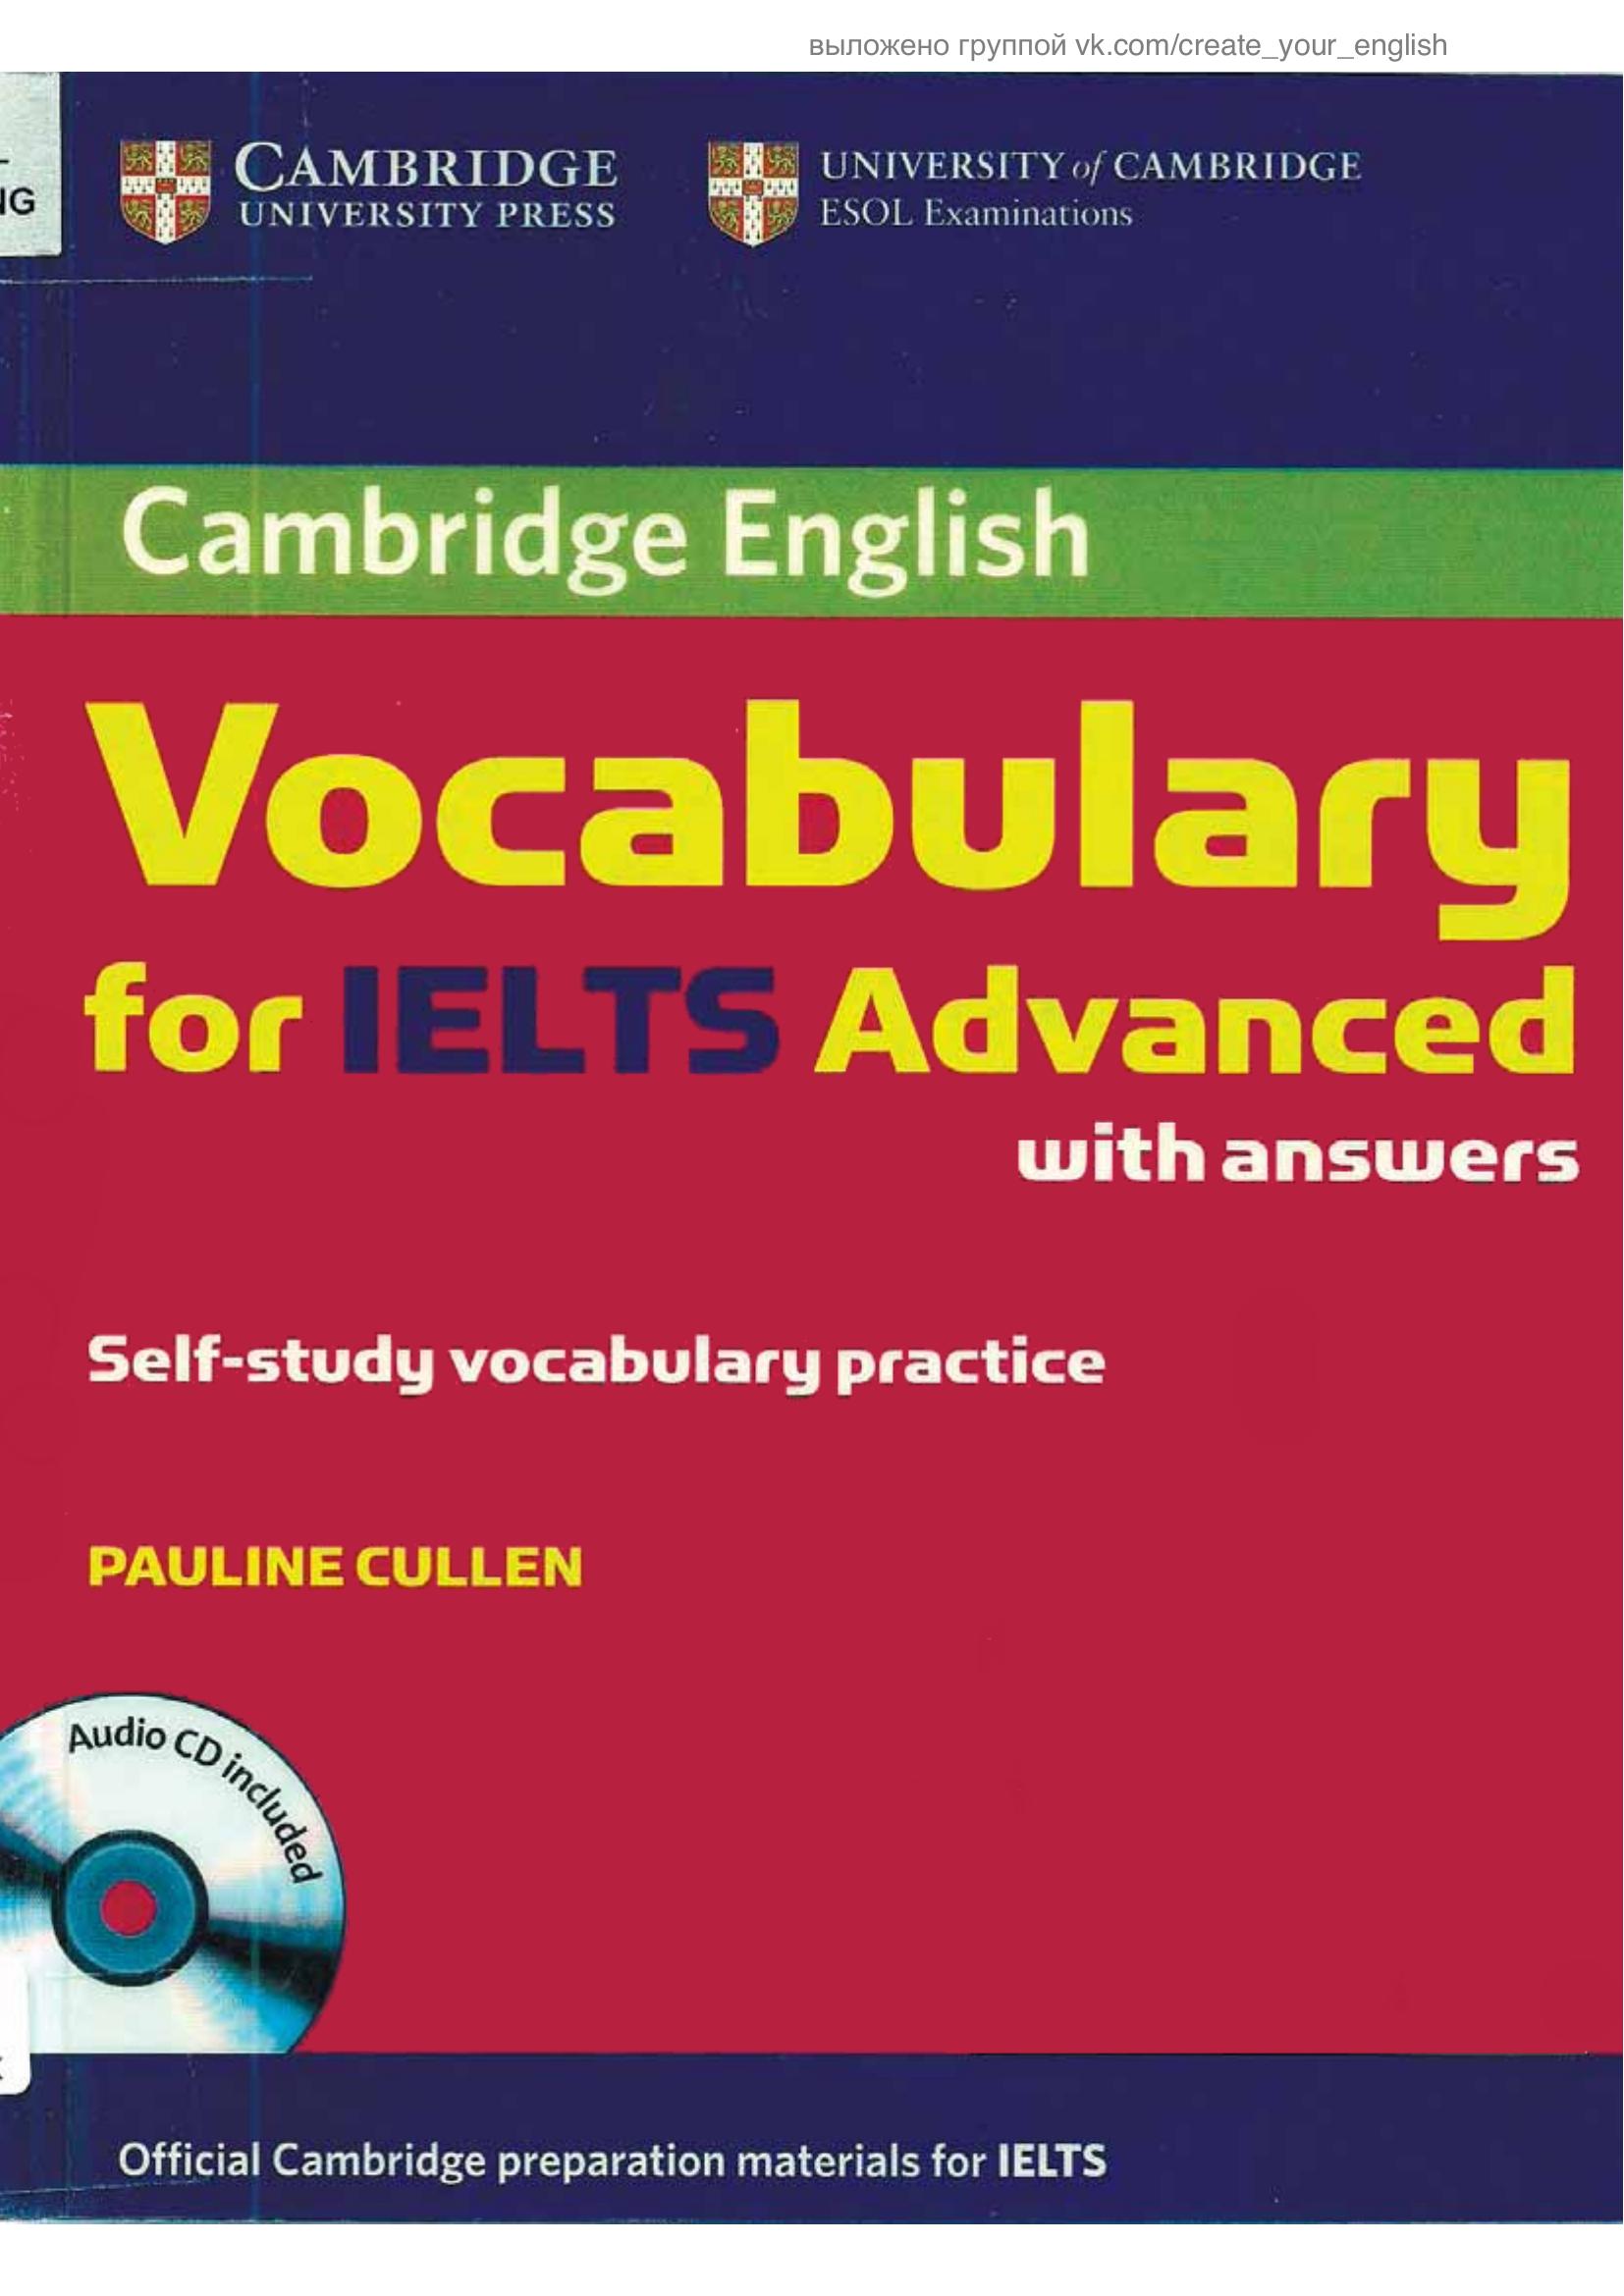 выложено группой vk.com/create_your_english
NG
CAMBRIDGE
UNIVERSITY PRESS
UNIVERSITY of CAMBRIDGE
ESOL Examinations
Cambridge English
Vocabulary
for IELTS Advanced
with answers
Self-study vocabulary practice
PAULINE CULLEN
Audio CD included
Official Cambridge preparation materials for IELTS